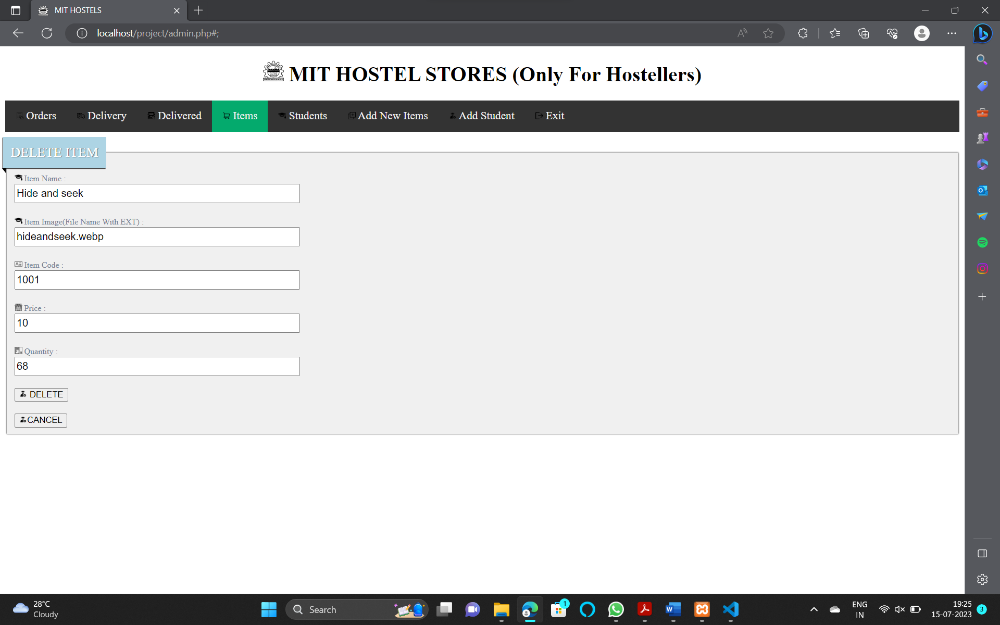 MIT HOSTELS
localhost/project/admin.php#;
MIT HOSTEL STORES (Only For Hostellers)
Orders Delivery Delivered Items Students Add New Items Add Student Exit
DELETE ITEM
Item Name :
Hide and seek
Item Image(File Name With EXT) :
hideandseek.webp
Item Code :
1001
Price :
10
Quantity :
68
DELETE
CANCEL
28°C
Cloudy
Search
1
ENG
IN
19:25
15-07-2023
3